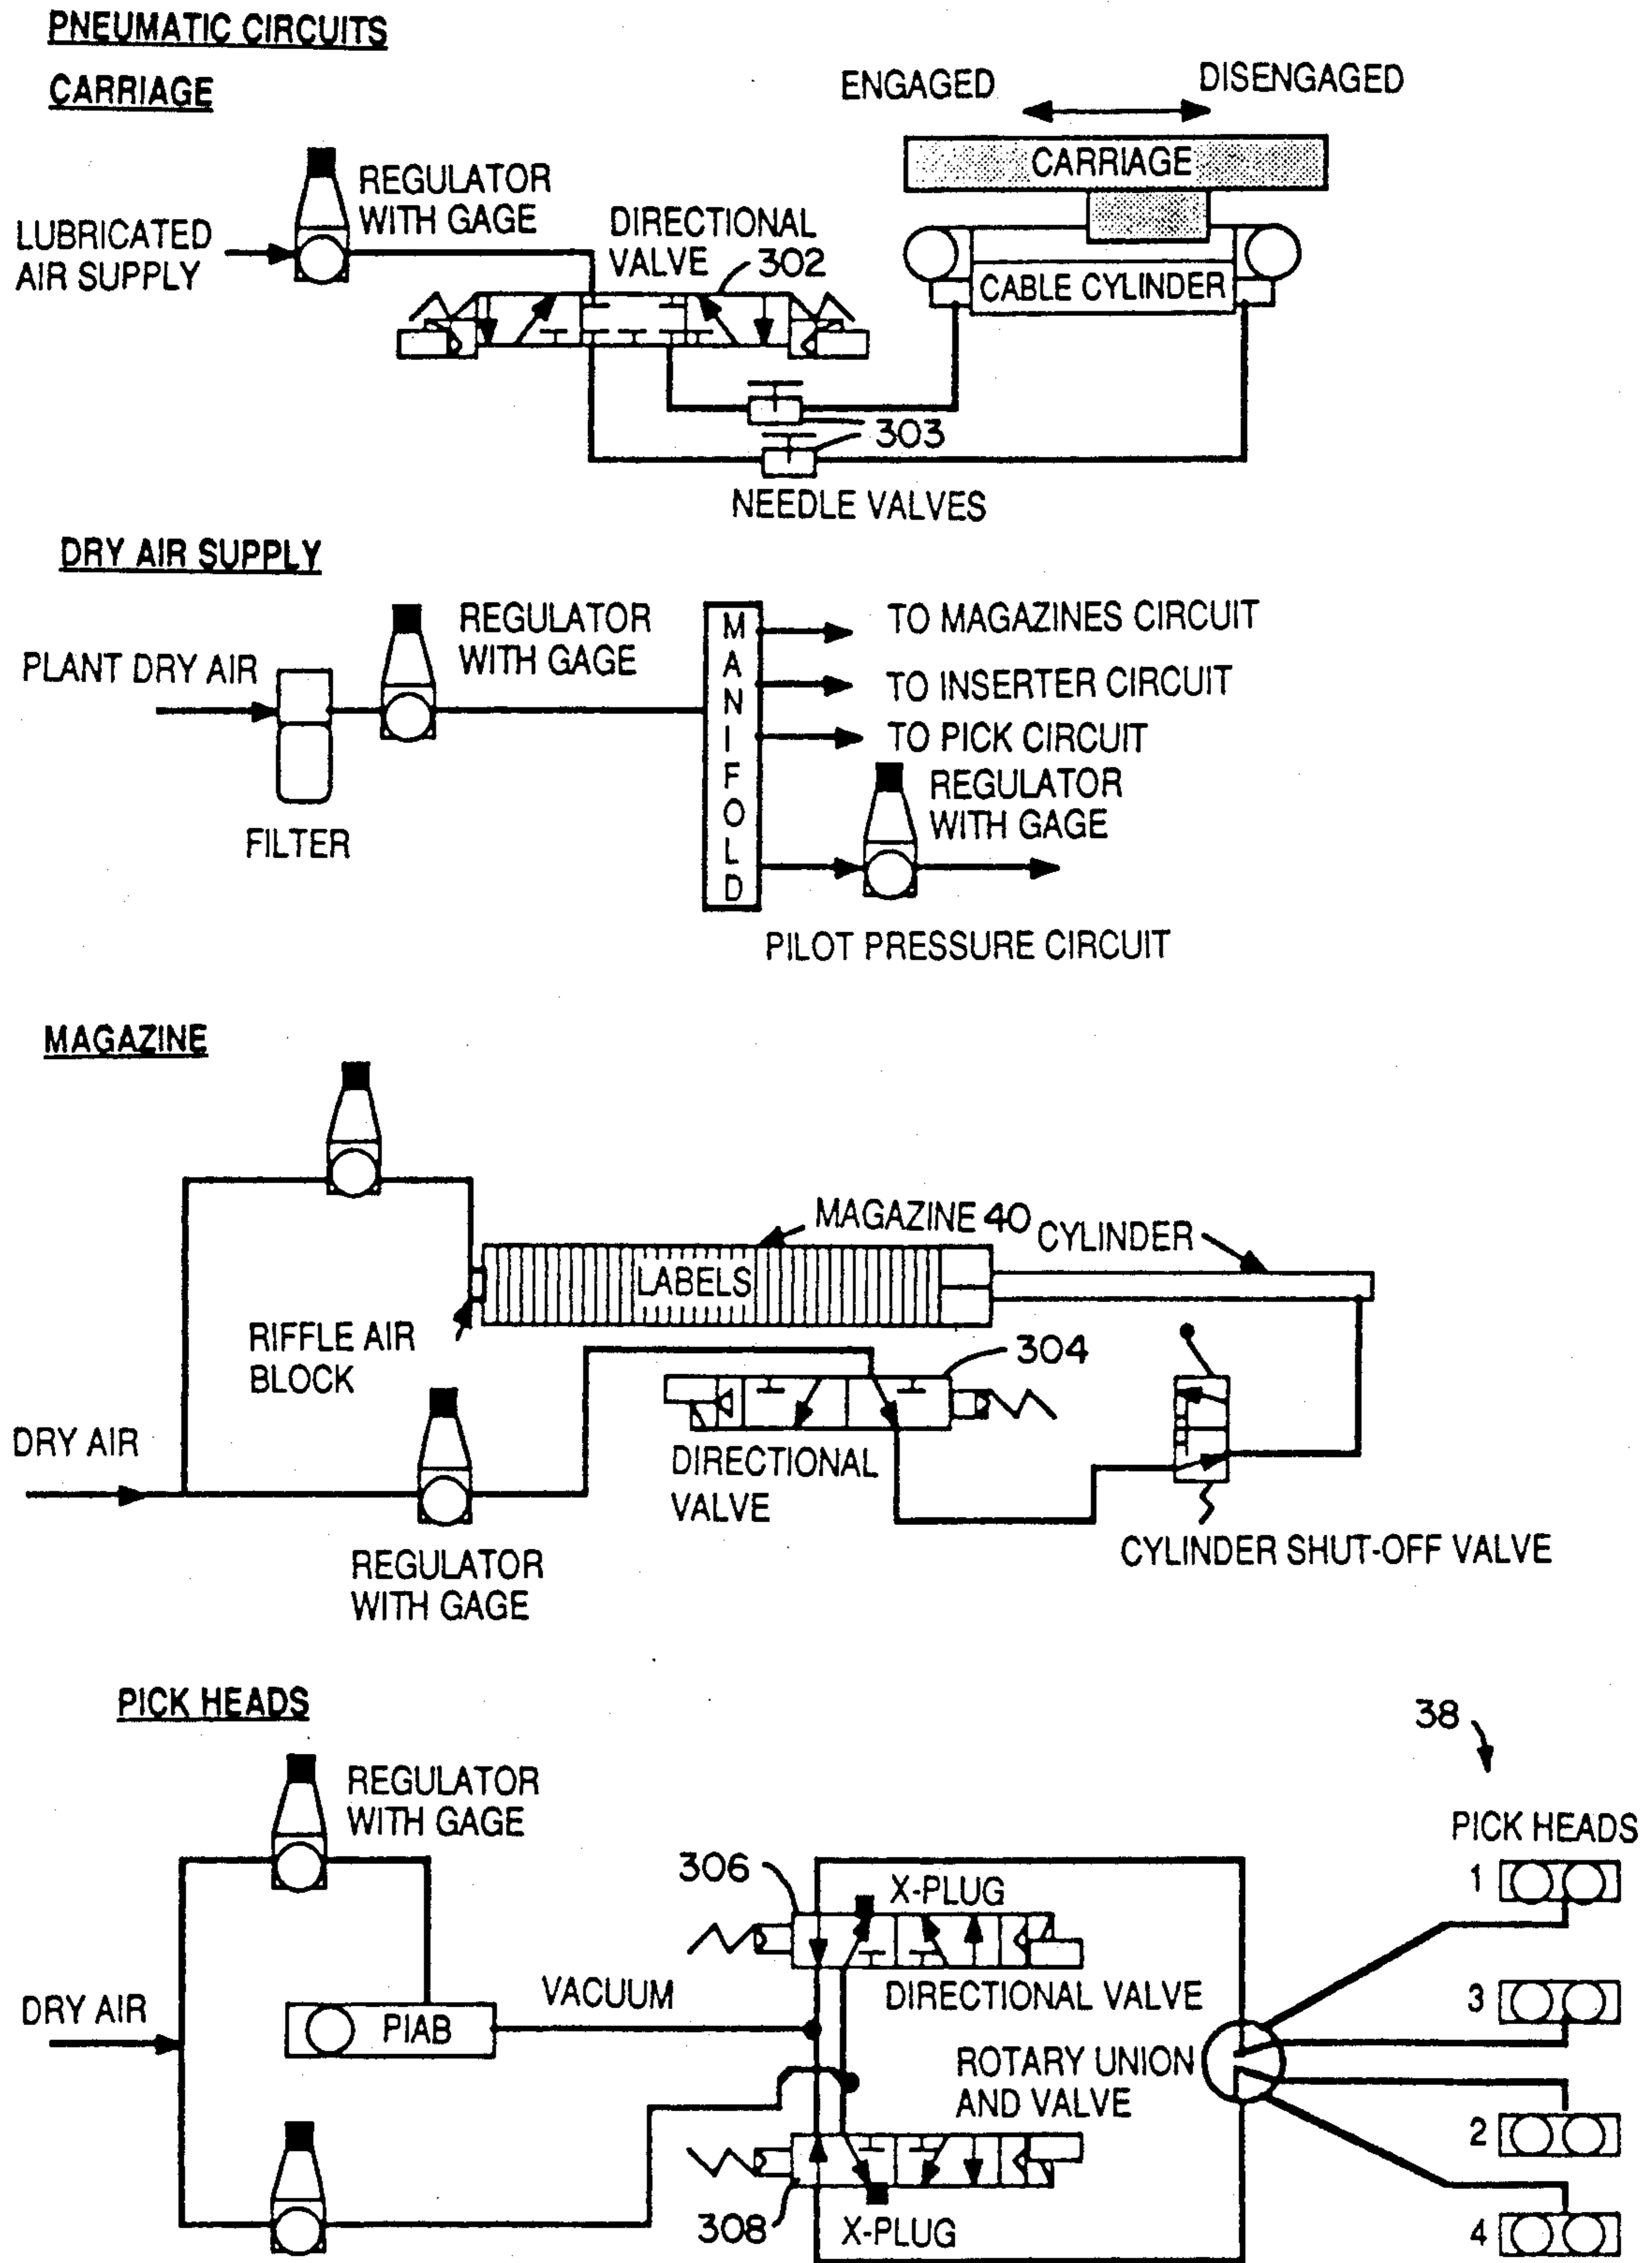 PNEUMATIC CIRCUITS
CARRIAGE
ENGAGED
DISENGAGED
CARRIAGE
REGULATOR
WITH GAGE
LUBRICATED
AIR SUPPLY
DIRECTIONAL
VALVE
302
CABLE CYLINDER
303
NEEDLE VALVES
DRY AIR SUPPLY
PLANT DRY AIR
REGULATOR
WITH GAGE
FILTER
MANIFOLD
TO MAGAZINES CIRCUIT
TO INSERTER CIRCUIT
TO PICK CIRCUIT
REGULATOR
WITH GAGE
PILOT PRESSURE CIRCUIT
MAGAZINE
MAGAZINE 40
CYLINDER
LABELS
RIFFLE AIR
BLOCK
304
DRY AIR
DIRECTIONAL
VALVE
REGULATOR
WITH GAGE
CYLINDER SHUT-OFF VALVE
PICK HEADS
38
REGULATOR
WITH GAGE
PICK HEADS
306
X-PLUG
1
DIRECTIONAL VALVE
VACUUM
DRY AIR
PIAB
3
ROTARY UNION
AND VALVE
2
308
X-PLUG
4